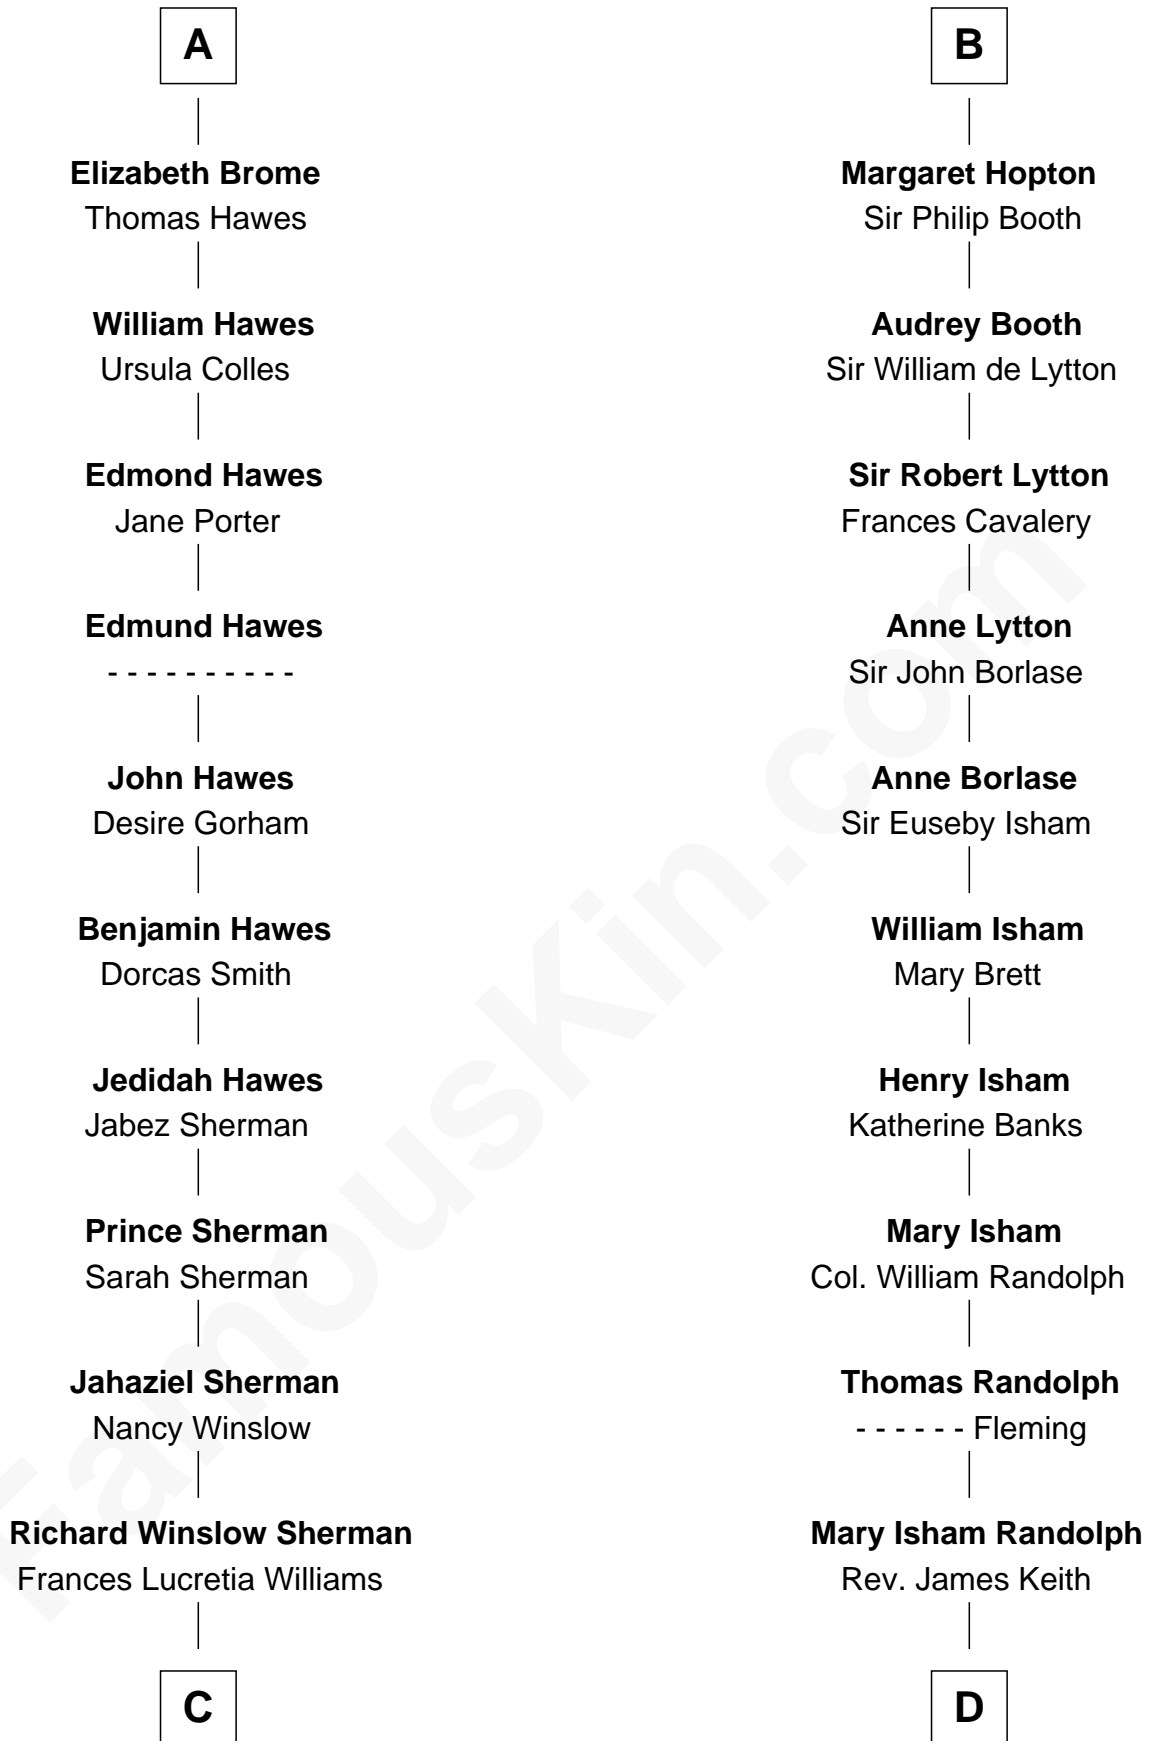 A
Elizabeth Brome
Thomas Hawes
William Hawes
Ursula Colles
Edmond Hawes
Jane Porter
Edmund Hawes
- - - - - - - - - -
John Hawes
Desire Gorham
Benjamin Hawes
Dorcas Smith
Jedidah Hawes
Jabez Sherman
Prince Sherman
Sarah Sherman
Jahaziel Sherman
Nancy Winslow
Richard Winslow Sherman
Frances Lucretia Williams
C
B
Margaret Hopton
Sir Philip Booth
Audrey Booth
Sir William de Lytton
Sir Robert Lytton
Frances Cavalery
Anne Lytton
Sir John Borlase
Anne Borlase
Sir Euseby Isham
William Isham
Mary Brett
Henry Isham
Katherine Banks
Mary Isham
Col. William Randolph
Thomas Randolph
- - - - - - Fleming
Mary Isham Randolph
Rev. James Keith
D
FamousKin.com